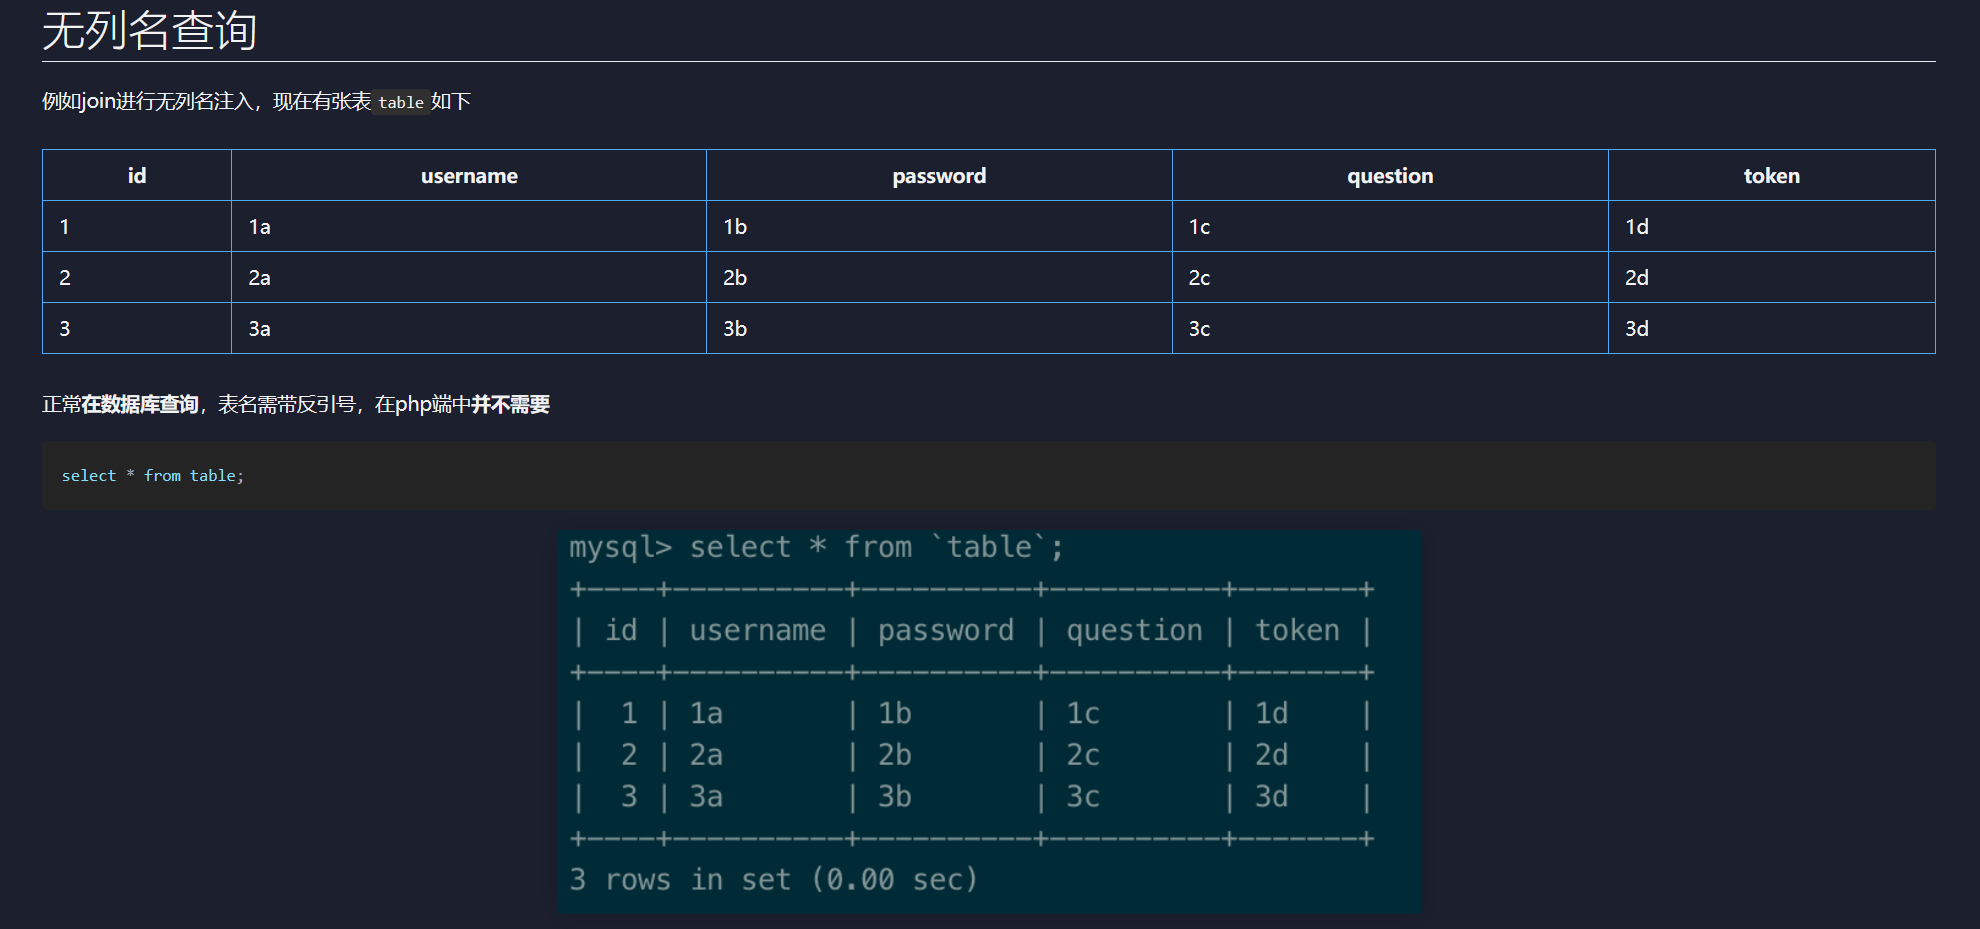 无列名查询
例如join进行无列名注入，现在有张表 table 如下
id username password question token
1 1a 1b 1c 1d
2 2a 2b 2c 2d
3 3a 3b 3c 3d
正常在数据库查询，表名需带反引号，在php端中并不需要
select * from table;
mysql> select * from `table`;
+----+----------+----------+----------+-------+
| id | username | password | question | token |
+----+----------+----------+----------+-------+
|  1 | 1a       | 1b       | 1c       | 1d    |
|  2 | 2a       | 2b       | 2c       | 2d    |
|  3 | 3a       | 3b       | 3c       | 3d    |
+----+----------+----------+----------+-------+
3 rows in set (0.00 sec)